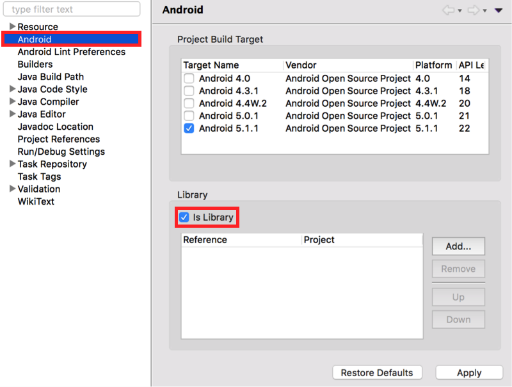 type filter text
Android
Resource
Android
Android Lint Preferences
Builders
Java Build Path
Java Code Style
Java Compiler
Java Editor
Javadoc Location
Project References
Run/Debug Settings
Task Repository
Task Tags
Validation
WikiText
Project Build Target
Target Name Vendor Platform API Le
Android 4.0 Android Open Source Project 4.0 14
Android 4.3.1 Android Open Source Project 4.3.1 18
Android 4.4W.2 Android Open Source Project 4.4W.2 20
Android 5.0.1 Android Open Source Project 5.0.1 21
Android 5.1.1 Android Open Source Project 5.1.1 22
Library
Is Library
Reference Project
Add...
Remove
Up
Down
Restore Defaults Apply